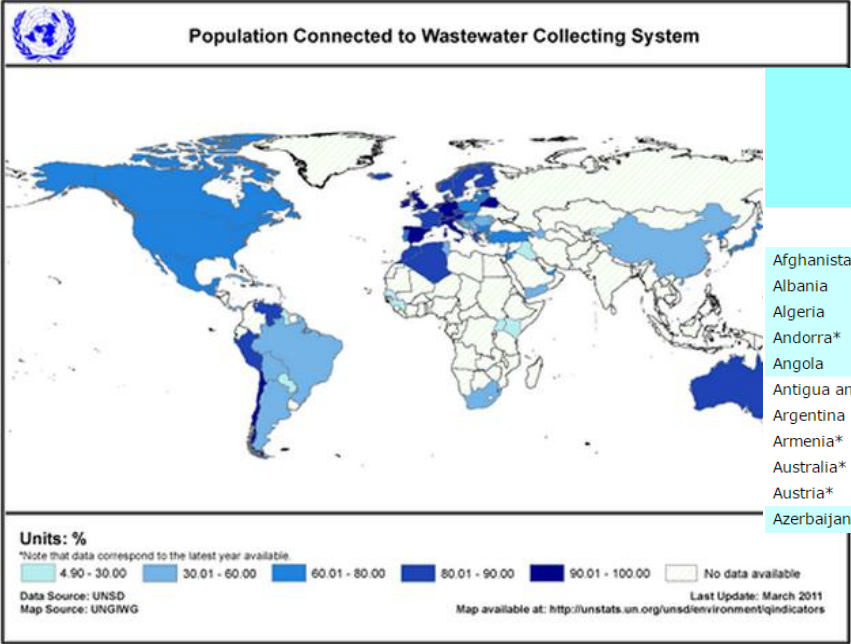 Population Connected to Wastewater Collecting System
Afghanista
Albania
Algeria
Andorra*
Angola
Antigua an
Argentina
Armenia*
Australia*
Austria*
Azerbaijan
Units: %
*Note that data correspond to the latest year available.
4.90 - 30.00 30.01 - 60.00 60.01 - 80.00 80.01 - 90.00 90.01 - 100.00 No data available
Data Source: UNSD Last Update: March 2011
Map Source: UNGIWG Map available at: http://unstats.un.org/unsd/environment/qindicators